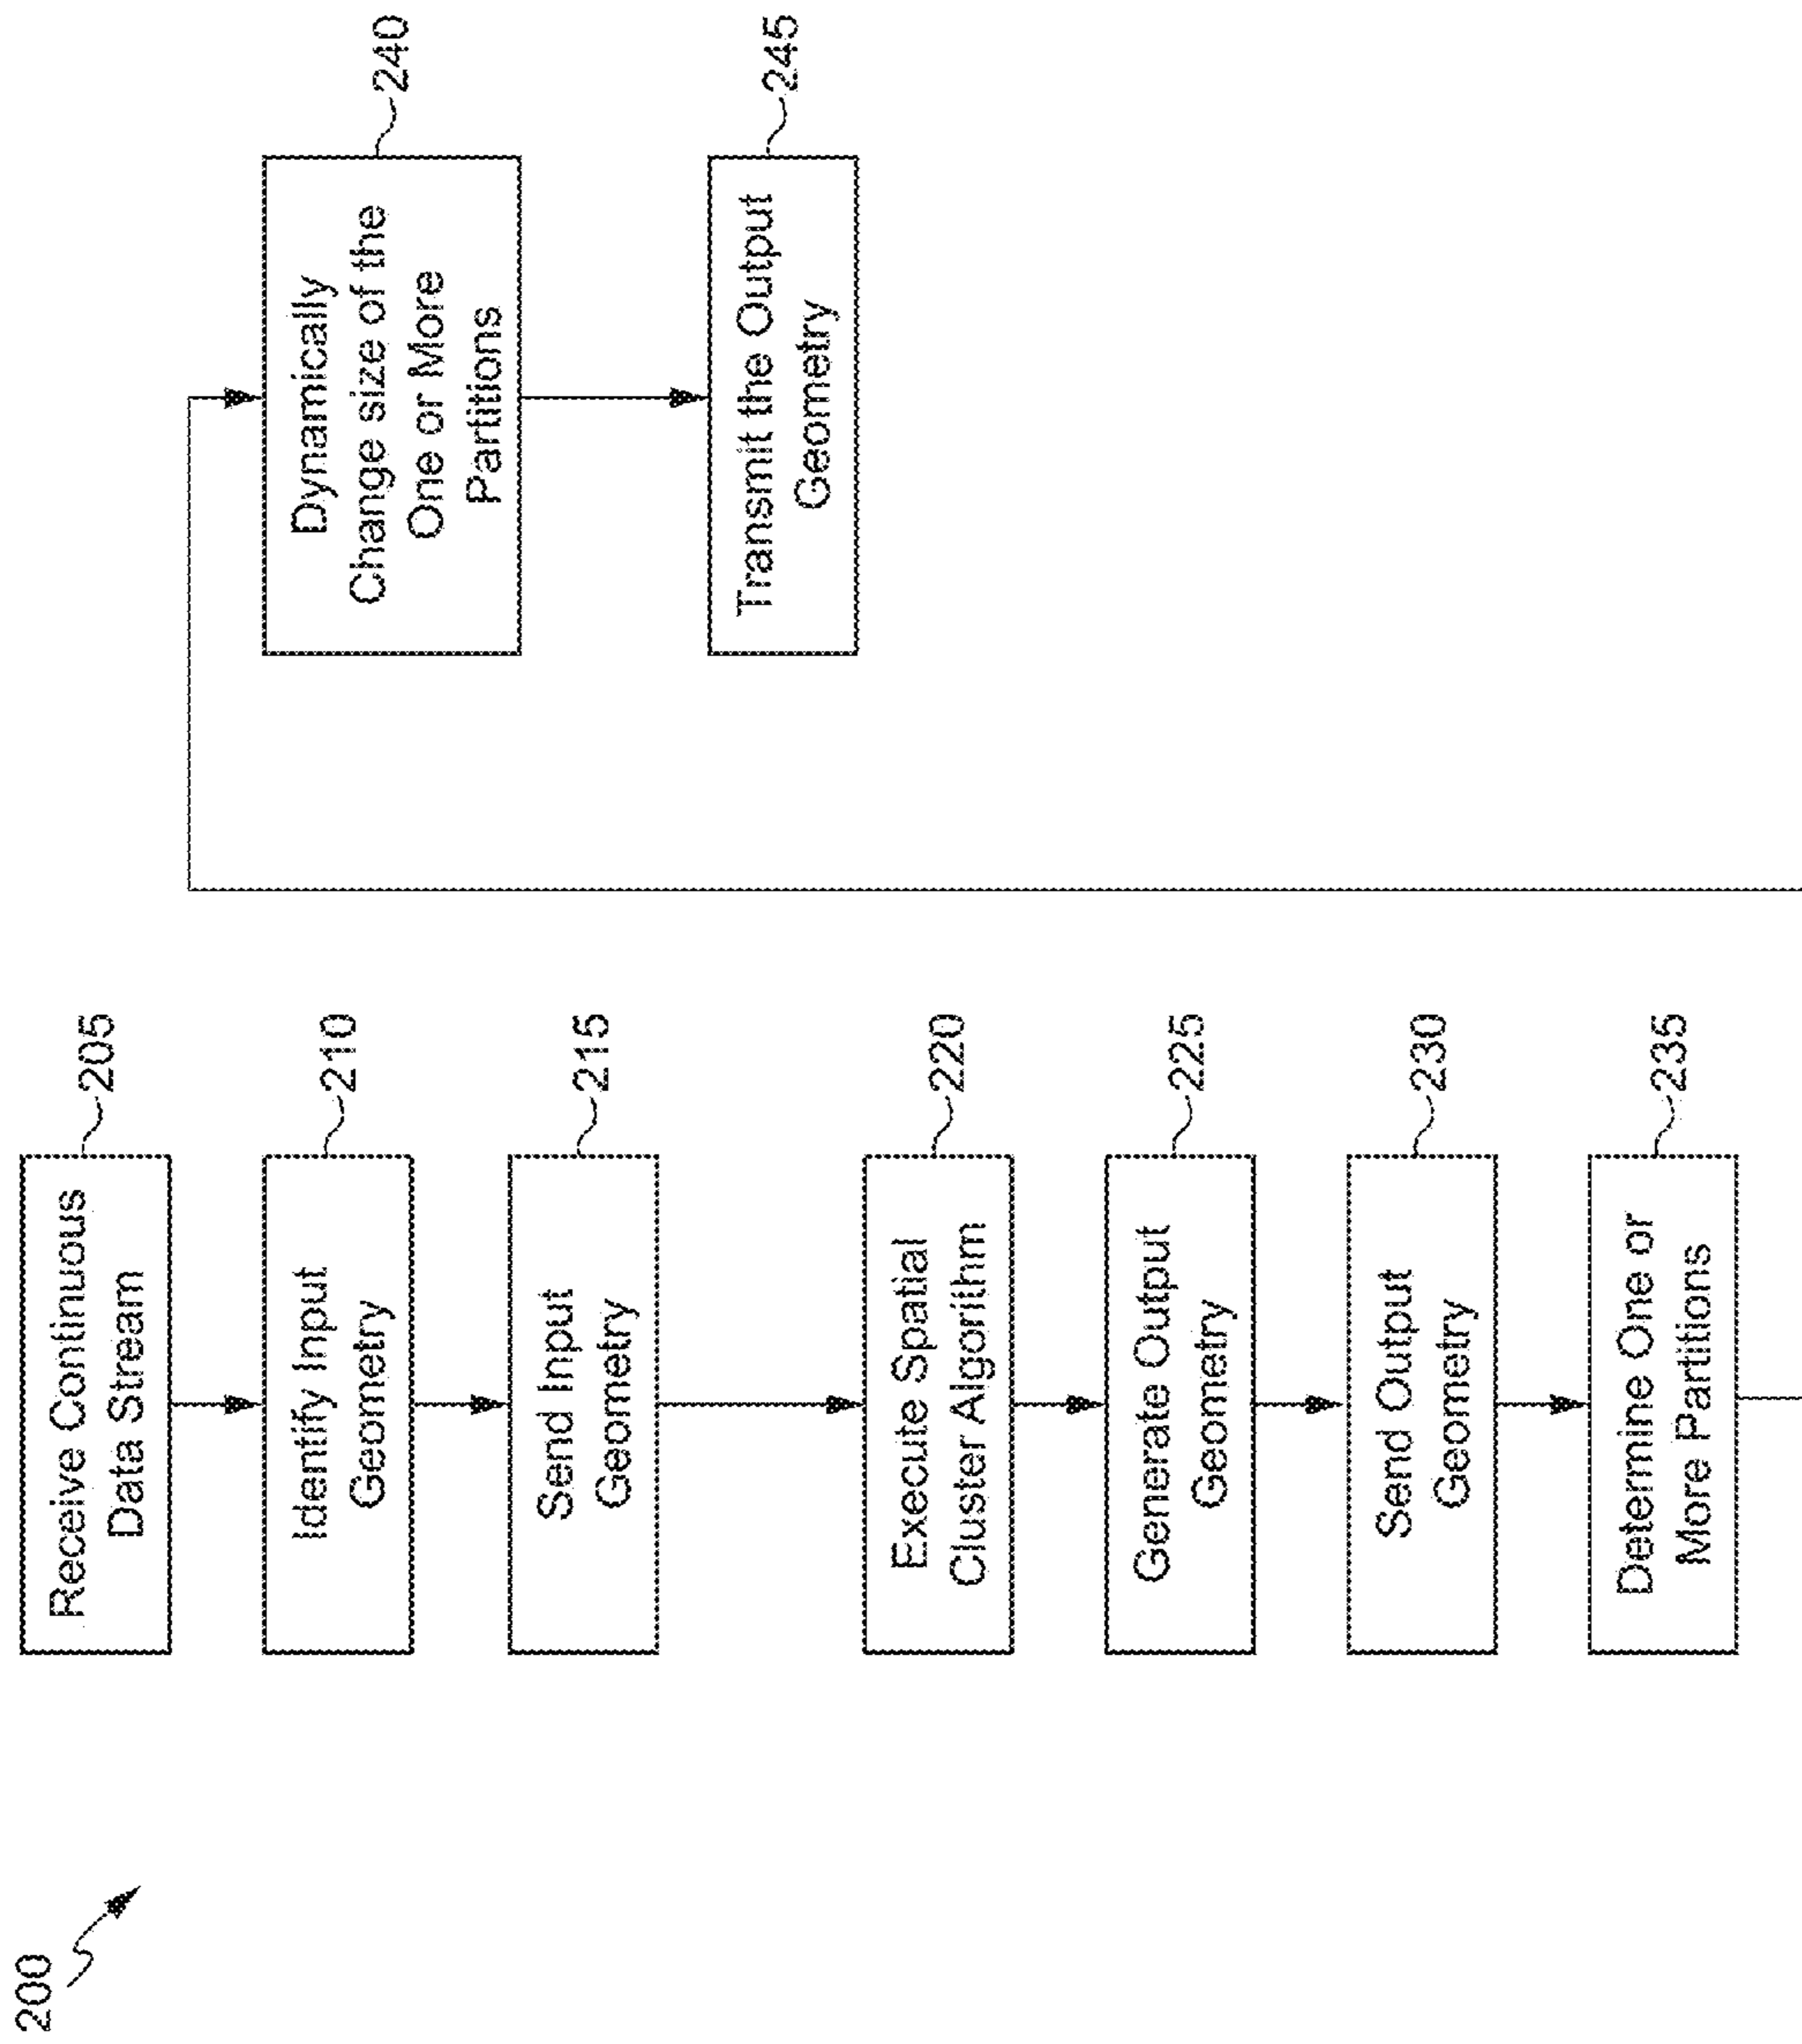 200
Receive Continuous
Data Stream
205
Identify Input
Geometry
210
Send Input
Geometry
215
Execute Spatial
Cluster Algorithm
220
Generate Output
Geometry
225
Send Output
Geometry
230
Determine One or
More Partitions
235
Dynamically
Change size of the
One or More
Partitions
240
Transmit the Output
Geometry
245